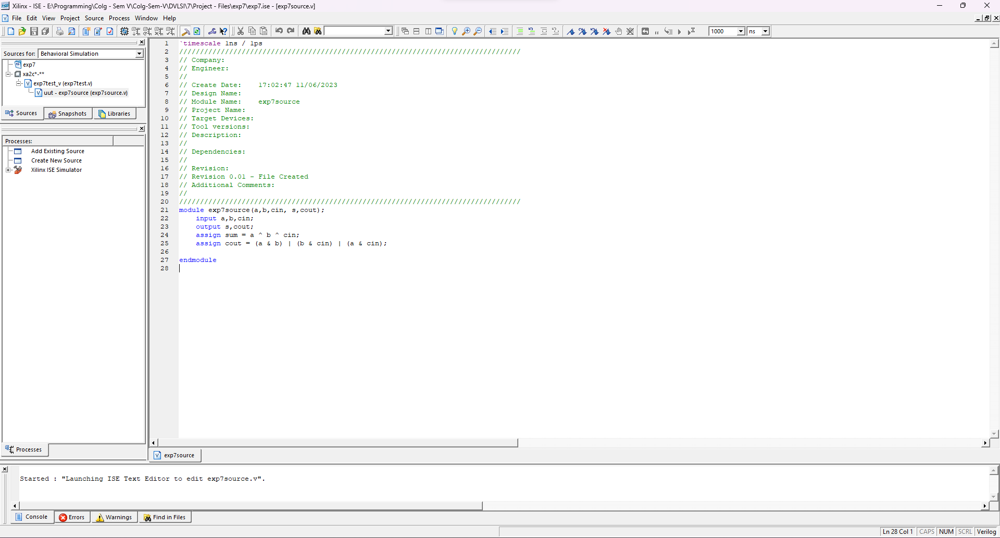 Xilinx - ISE - E:\Programming\Colg - Sem V\Colg-Sem-V\DVLSI\7\Project - Files\exp7\exp7.ise - [exp7source.v]
File Edit View Project Source Process Window Help
1000 ns
Sources for: Behavioral Simulation
exp7
xa2c*-**
exp7test_v (exp7test.v)
uut - exp7source (exp7source.v)
Sources Snapshots Libraries
Processes:
Add Existing Source
Create New Source
Xilinx ISE Simulator
Processes
1 `timescale 1ns / 1ps
2 //////////////////////////////////////////////////////////////////////////////////
3 // Company:
4 // Engineer:
5 //
6 // Create Date:    17:02:47 11/06/2023
7 // Design Name:
8 // Module Name:    exp7source
9 // Project Name:
10 // Target Devices:
11 // Tool versions:
12 // Description:
13 //
14 // Dependencies:
15 //
16 // Revision:
17 // Revision 0.01 - File Created
18 // Additional Comments:
19 //
20 //////////////////////////////////////////////////////////////////////////////////
21 module exp7source(a,b,cin, s,cout);
22     input a,b,cin;
23     output s,cout;
24     assign sum = a ^ b ^ cin;
25     assign cout = (a & b) | (b & cin) | (a & cin);
26
27 endmodule
28
exp7source
Started : "Launching ISE Text Editor to edit exp7source.v".
Console Errors Warnings Find in Files
Ln 28 Col 1 CAPS NUM SCRL Verilog